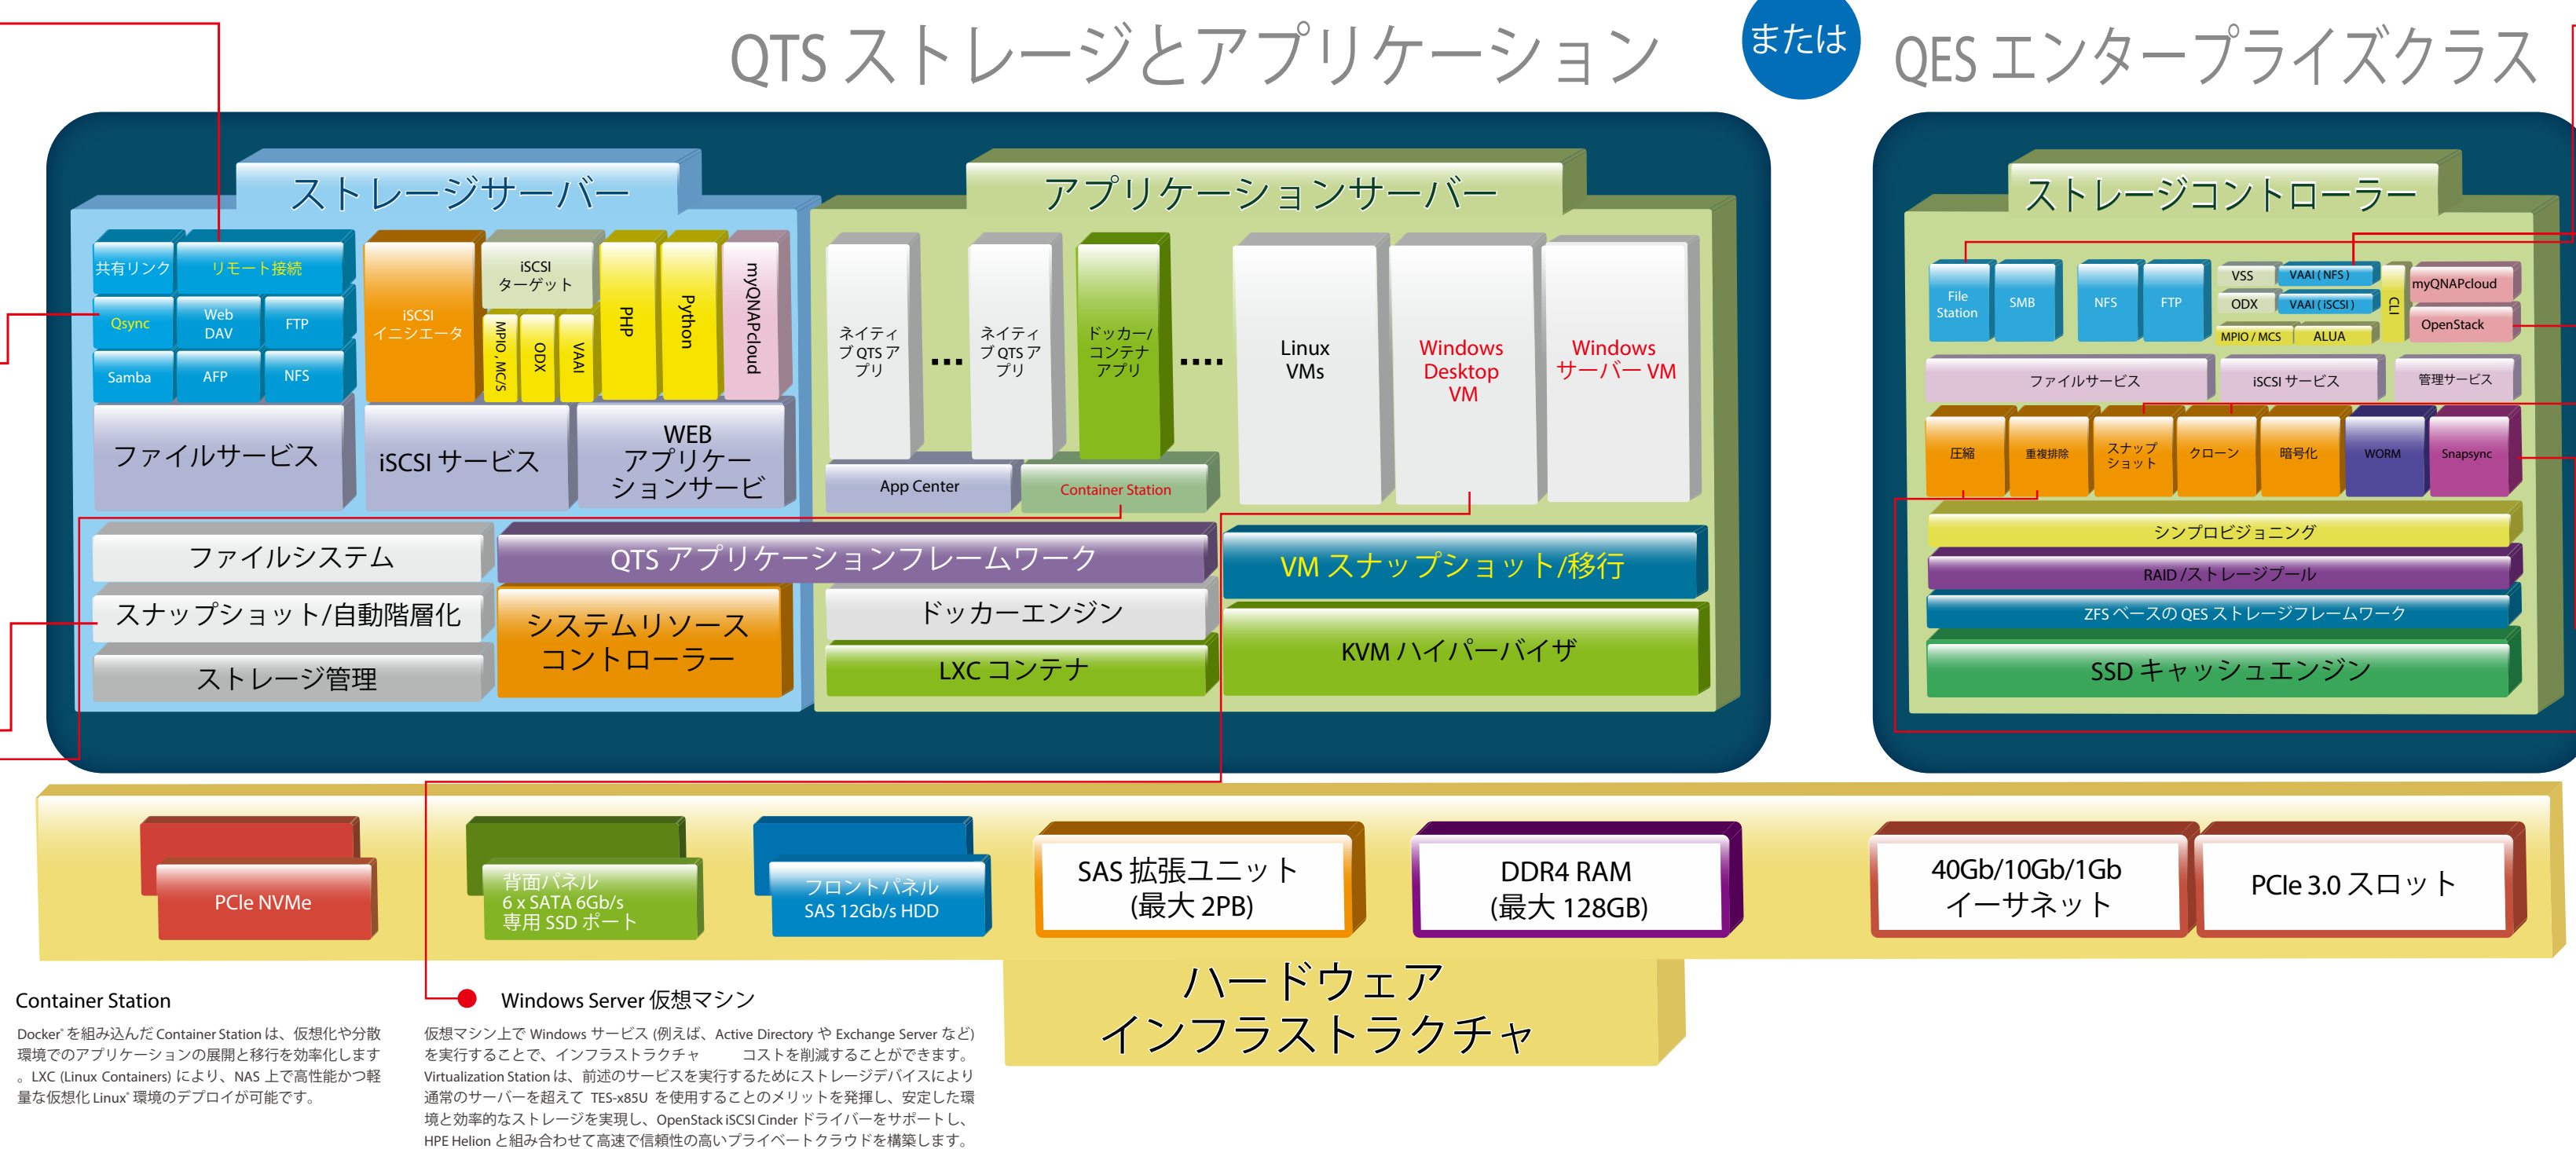 QTS ストレージとアプリケーション
または
QES エンタープライズクラス
ストレージサーバー
共有リンク
リモート接続
Qsync
Web
DAV
FTP
Samba
AFP
NFS
iSCSI
イニシエータ
iSCSI
ターゲット
MPIO , MC/S
ODX
VAAI
PHP
Python
myQNAPcloud
ファイルサービス
iSCSI サービス
WEB
アプリケー
ションサービ
ファイルシステム
スナップショット/自動階層化
ストレージ管理
QTS アプリケーションフレームワーク
システムリソース
コントローラー
アプリケーションサーバー
ネイティ
ブ QTS ア
プリ
...
ネイティ
ブ QTS ア
プリ
ドッカー/
コンテナ
アプリ
....
Linux
VMs
Windows
Desktop
VM
Windows
サーバー VM
App Center
Container Station
ドッカーエンジン
LXC コンテナ
VM スナップショット/移行
KVM ハイパーバイザ
ストレージコントローラー
File
Station
SMB
NFS
FTP
VSS
VAAI ( NFS )
ODX
VAAI ( iSCSI )
MPIO / MCS
ALUA
CLI
myQNAPcloud
OpenStack
ファイルサービス
iSCSI サービス
管理サービス
圧縮
重複排除
スナップ
ショット
クローン
暗号化
WORM
Snapsync
シンプロビジョニング
RAID /ストレージプール
ZFS ベースの QES ストレージフレームワーク
SSD キャッシュエンジン
PCIe NVMe
背面パネル
6 x SATA 6Gb/s
専用 SSD ポート
フロントパネル
SAS 12Gb/s HDD
SAS 拡張ユニット
(最大 2PB)
DDR4 RAM
(最大 128GB)
40Gb/10Gb/1Gb
イーサネット
PCIe 3.0 スロット
ハードウェア
インフラストラクチャ
Container Station
Docker® を組み込んだ Container Station は、仮想化や分散
環境でのアプリケーションの展開と移行を効率化します
。LXC (Linux Containers) により、NAS 上で高性能かつ軽
量な仮想化 Linux® 環境のデプロイが可能です。
Windows Server 仮想マシン
仮想マシン上で Windows サービス (例えば、Active Directory や Exchange Server など)
を実行することで、インフラストラクチャ コストを削減することができます。
Virtualization Station は、前述のサービスを実行するためにストレージデバイスにより
通常のサーバーを超えて TES-x85U を使用することのメリットを発揮し、安定した環
境と効率的なストレージを実現し、OpenStack iSCSI Cinder ドライバーをサポートし、
HPE Helion と組み合わせて高速で信頼性の高いプライベートクラウドを構築します。